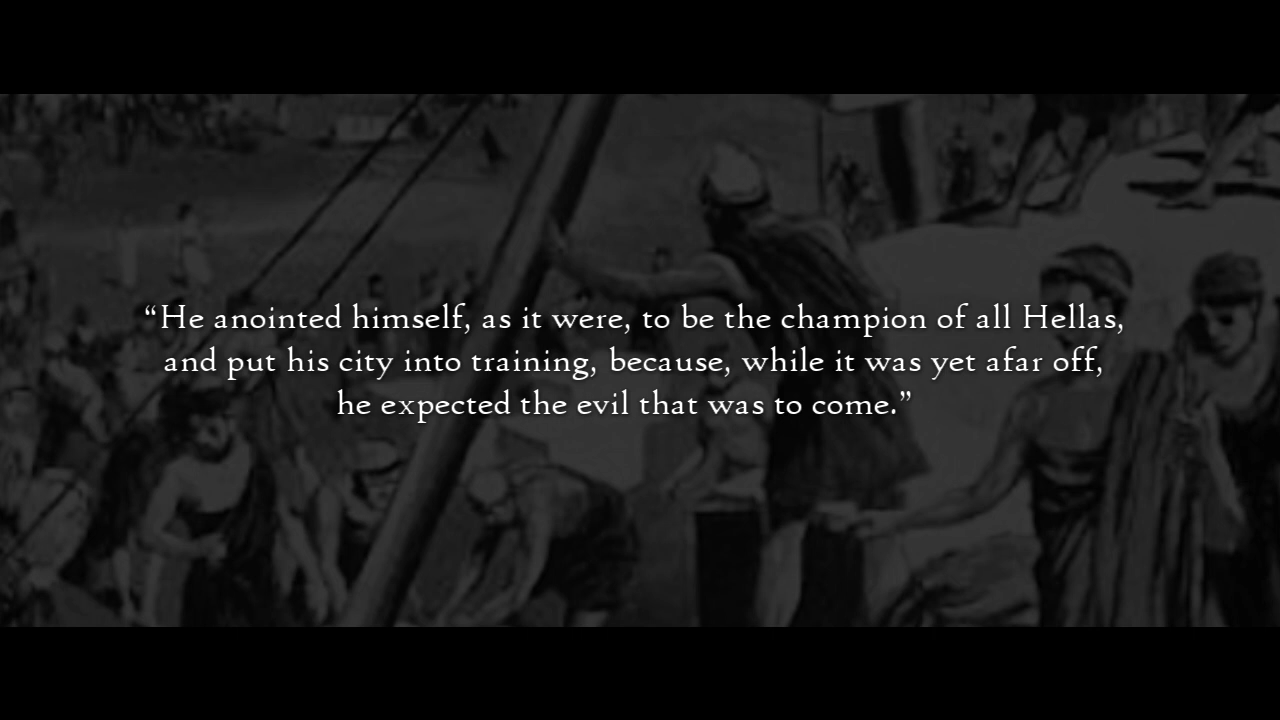 “He anointed himself, as it were, to be the champion of all Hellas,
and put his city into training, because, while it was yet afar off,
he expected the evil that was to come.”